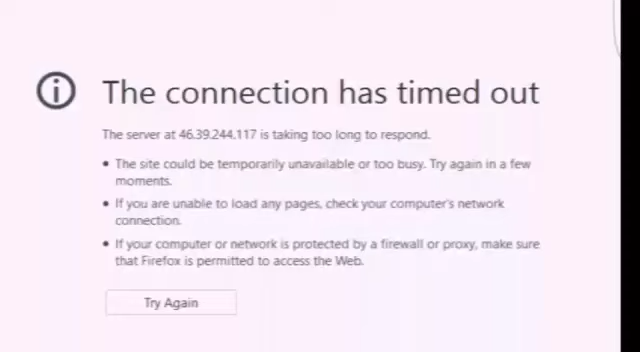 The connection has timed out
The server at 46.39.244.117 is taking too long to respond.
• The site could be temporarily unavailable or too busy. Try again in a few
moments.
• If you are unable to load any pages, check your computer's network
connection.
• If your computer or network is protected by a firewall or proxy, make sure
that Firefox is permitted to access the Web.
Try Again